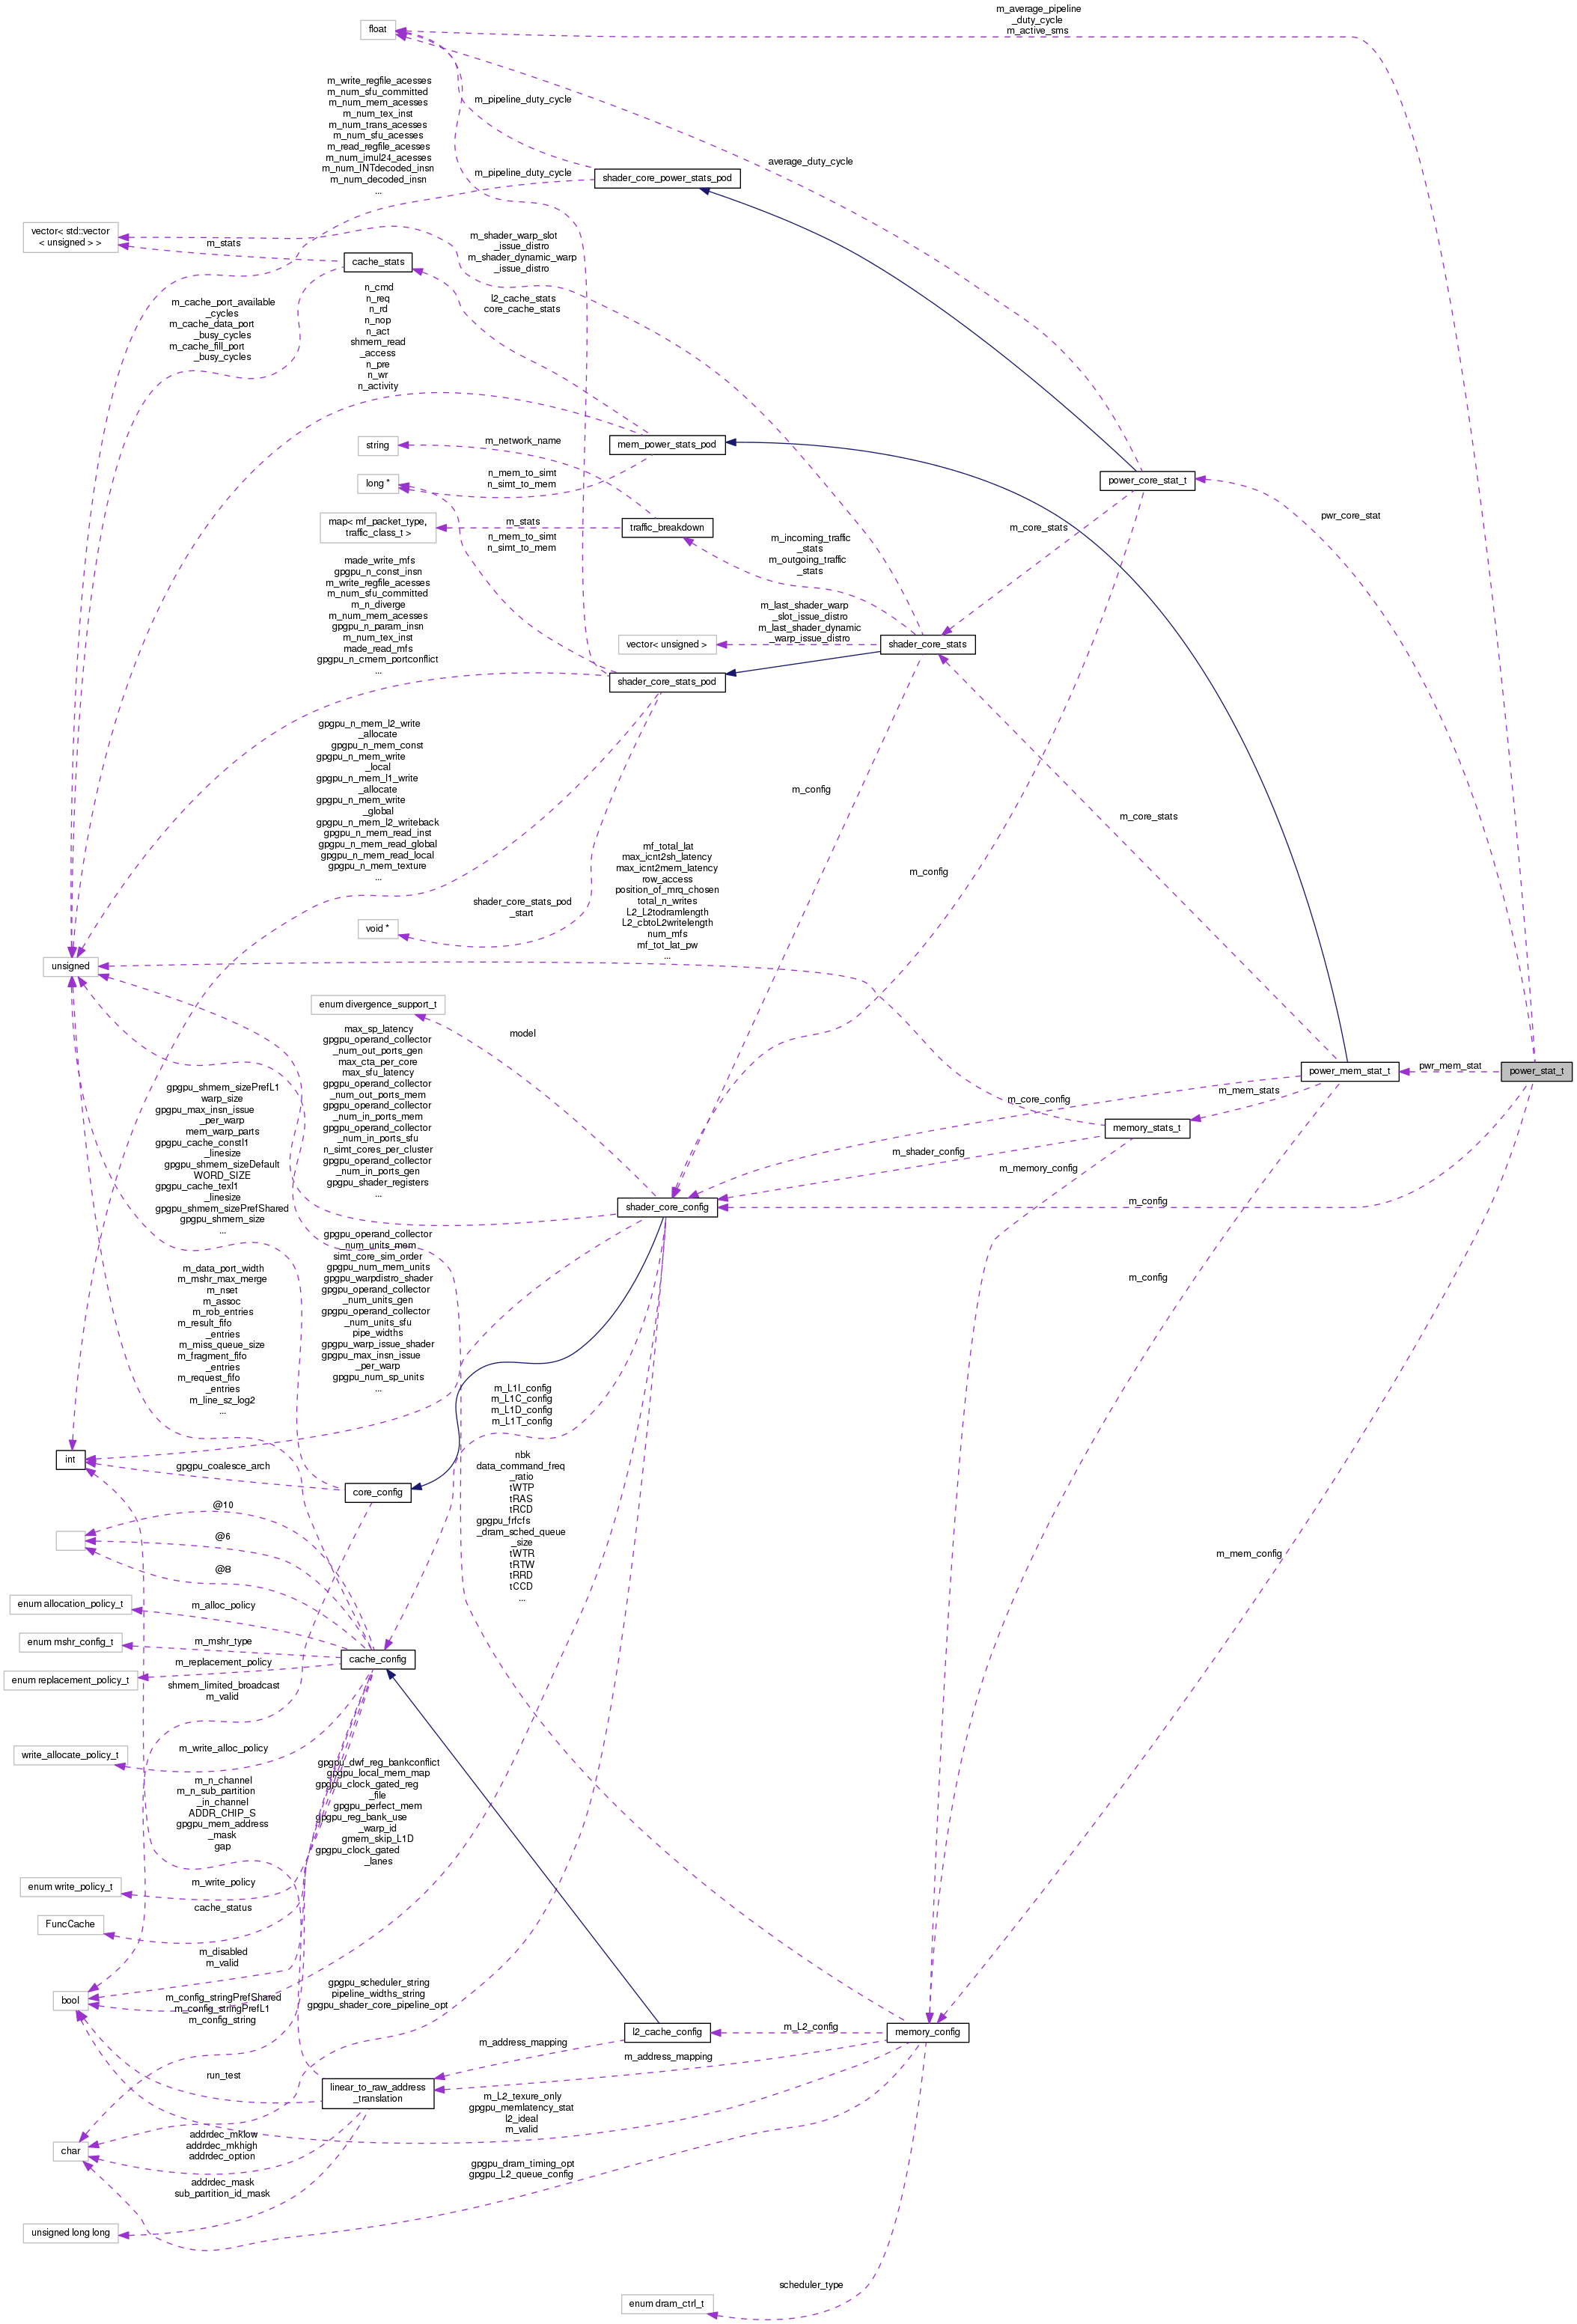 m_average_pipeline
_duty_cycle
m_active_sms
float
m_write_regfile_acesses
m_num_sfu_committed
m_num_mem_acesses
m_num_tex_inst
m_num_trans_acesses
m_num_sfu_acesses
m_read_regfile_acesses
m_num_imul24_acesses
m_num_INTdecoded_insn
m_num_decoded_insn
...
m_pipeline_duty_cycle
average_duty_cycle
m_pipeline_duty_cycle
shader_core_power_stats_pod
vector< std::vector
< unsigned > >
m_stats
m_shader_warp_slot
_issue_distro
m_shader_dynamic_warp
_issue_distro
cache_stats
m_cache_port_available
_cycles
m_cache_data_port
_busy_cycles
m_cache_fill_port
_busy_cycles
n_cmd
n_req
n_rd
n_nop
n_act
shmem_read
_access
n_pre
n_wr
n_activity
l2_cache_stats
core_cache_stats
string
m_network_name
mem_power_stats_pod
long *
n_mem_to_simt
n_simt_to_mem
power_core_stat_t
map< mf_packet_type,
traffic_class_t >
m_stats
traffic_breakdown
m_core_stats
pwr_core_stat
n_mem_to_simt
n_simt_to_mem
m_incoming_traffic
_stats
m_outgoing_traffic
_stats
made_write_mfs
gpgpu_n_const_insn
m_write_regfile_acesses
m_num_sfu_committed
m_n_diverge
m_num_mem_acesses
gpgpu_n_param_insn
m_num_tex_inst
made_read_mfs
gpgpu_n_cmem_portconflict
...
m_last_shader_warp
_slot_issue_distro
m_last_shader_dynamic
_warp_issue_distro
vector< unsigned >
shader_core_stats
shader_core_stats_pod
gpgpu_n_mem_l2_write
_allocate
gpgpu_n_mem_const
gpgpu_n_mem_write
_local
gpgpu_n_mem_l1_write
_allocate
gpgpu_n_mem_write
_global
gpgpu_n_mem_l2_writeback
gpgpu_n_mem_read_inst
gpgpu_n_mem_read_global
gpgpu_n_mem_read_local
gpgpu_n_mem_texture
...
m_config
m_core_stats
mf_total_lat
max_icnt2sh_latency
max_icnt2mem_latency
row_access
position_of_mrq_chosen
total_n_writes
L2_L2todramlength
L2_cbtoL2writelength
num_mfs
mf_tot_lat_pw
...
m_config
shader_core_stats_pod
_start
void *
unsigned
enum divergence_support_t
model
max_sp_latency
gpgpu_operand_collector
_num_out_ports_gen
max_cta_per_core
max_sfu_latency
gpgpu_operand_collector
_num_out_ports_mem
gpgpu_operand_collector
_num_in_ports_mem
gpgpu_operand_collector
_num_in_ports_sfu
n_simt_cores_per_cluster
gpgpu_operand_collector
_num_in_ports_gen
gpgpu_shader_registers
...
power_mem_stat_t
pwr_mem_stat
power_stat_t
gpgpu_shmem_sizePrefL1
warp_size
gpgpu_max_insn_issue
_per_warp
mem_warp_parts
gpgpu_cache_constl1
_linesize
gpgpu_shmem_sizeDefault
WORD_SIZE
gpgpu_cache_texl1
_linesize
gpgpu_shmem_sizePrefShared
gpgpu_shmem_size
...
m_core_config
m_mem_stats
memory_stats_t
m_shader_config
m_memory_config
shader_core_config
m_config
gpgpu_operand_collector
_num_units_mem
simt_core_sim_order
gpgpu_num_mem_units
gpgpu_warpdistro_shader
gpgpu_operand_collector
_num_units_gen
gpgpu_operand_collector
_num_units_sfu
pipe_widths
gpgpu_warp_issue_shader
gpgpu_max_insn_issue
_per_warp
gpgpu_num_sp_units
...
m_data_port_width
m_mshr_max_merge
m_nset
m_assoc
m_rob_entries
m_result_fifo
_entries
m_miss_queue_size
m_fragment_fifo
_entries
m_request_fifo
_entries
m_line_sz_log2
...
m_config
m_L1I_config
m_L1C_config
m_L1D_config
m_L1T_config
int
gpgpu_coalesce_arch
core_config
nbk
data_command_freq
_ratio
tWTP
tRAS
tRCD
gpgpu_frfcfs
_dram_sched_queue
_size
tWTR
tRTW
tRRD
tCCD
...
@10
@6
@8
m_mem_config
enum allocation_policy_t
m_alloc_policy
enum mshr_config_t
m_mshr_type
cache_config
enum replacement_policy_t
m_replacement_policy
shmem_limited_broadcast
m_valid
write_allocate_policy_t
m_write_alloc_policy
gpgpu_dwf_reg_bankconflict
gpgpu_local_mem_map
gpgpu_clock_gated_reg
_file
gpgpu_perfect_mem
gpgpu_reg_bank_use
_warp_id
gmem_skip_L1D
gpgpu_clock_gated
_lanes
m_n_channel
m_n_sub_partition
_in_channel
ADDR_CHIP_S
gpgpu_mem_address
_mask
gap
enum write_policy_t
m_write_policy
FuncCache
cache_status
m_disabled
m_valid
bool
m_config_stringPrefShared
m_config_stringPrefL1
m_config_string
gpgpu_scheduler_string
pipeline_widths_string
gpgpu_shader_core_pipeline_opt
l2_cache_config
m_L2_config
memory_config
m_address_mapping
m_address_mapping
run_test
linear_to_raw_address
_translation
m_L2_texure_only
gpgpu_memlatency_stat
l2_ideal
m_valid
char
addrdec_mklow
addrdec_mkhigh
addrdec_option
gpgpu_dram_timing_opt
gpgpu_L2_queue_config
addrdec_mask
sub_partition_id_mask
unsigned long long
scheduler_type
enum dram_ctrl_t